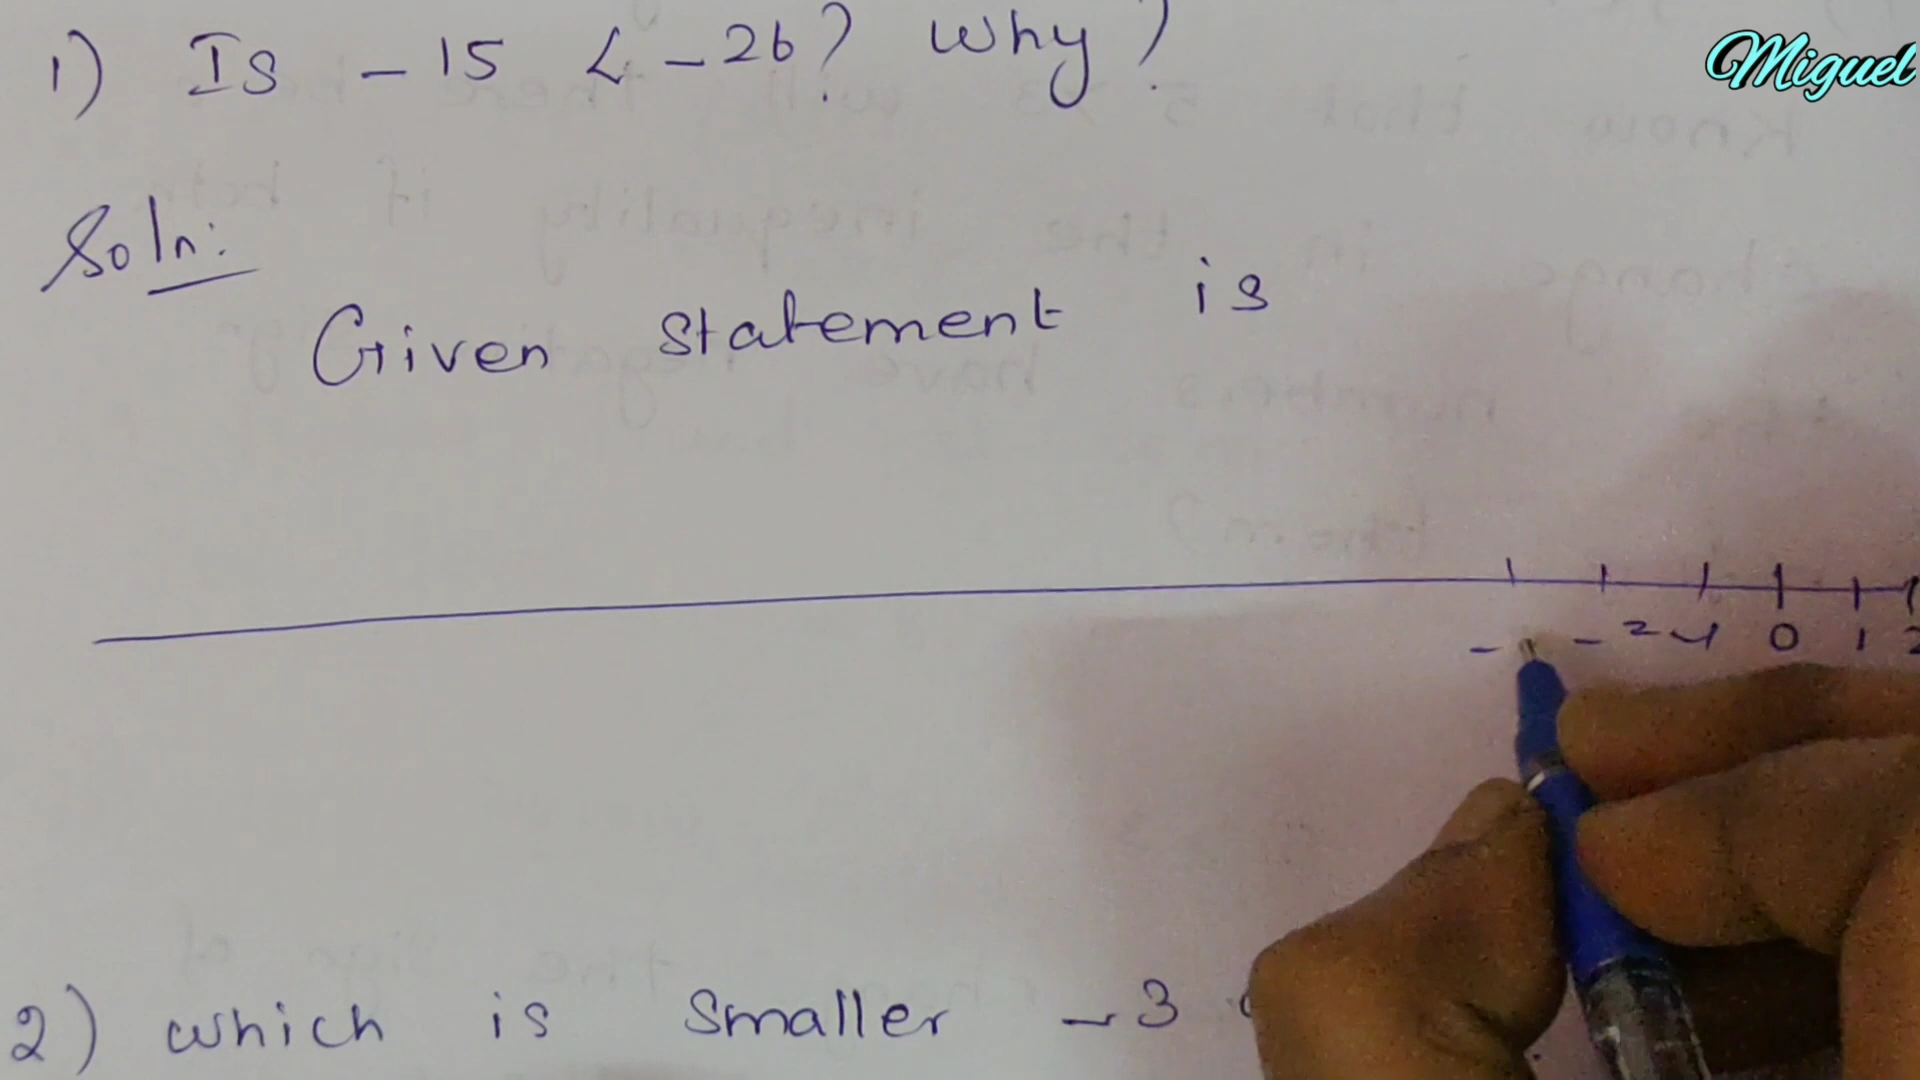 1) Is - 15 < - 26? Why?
Miguel
Soln:
Given statement is
- - 2 -1 0 1 2
2) which is smaller - 3